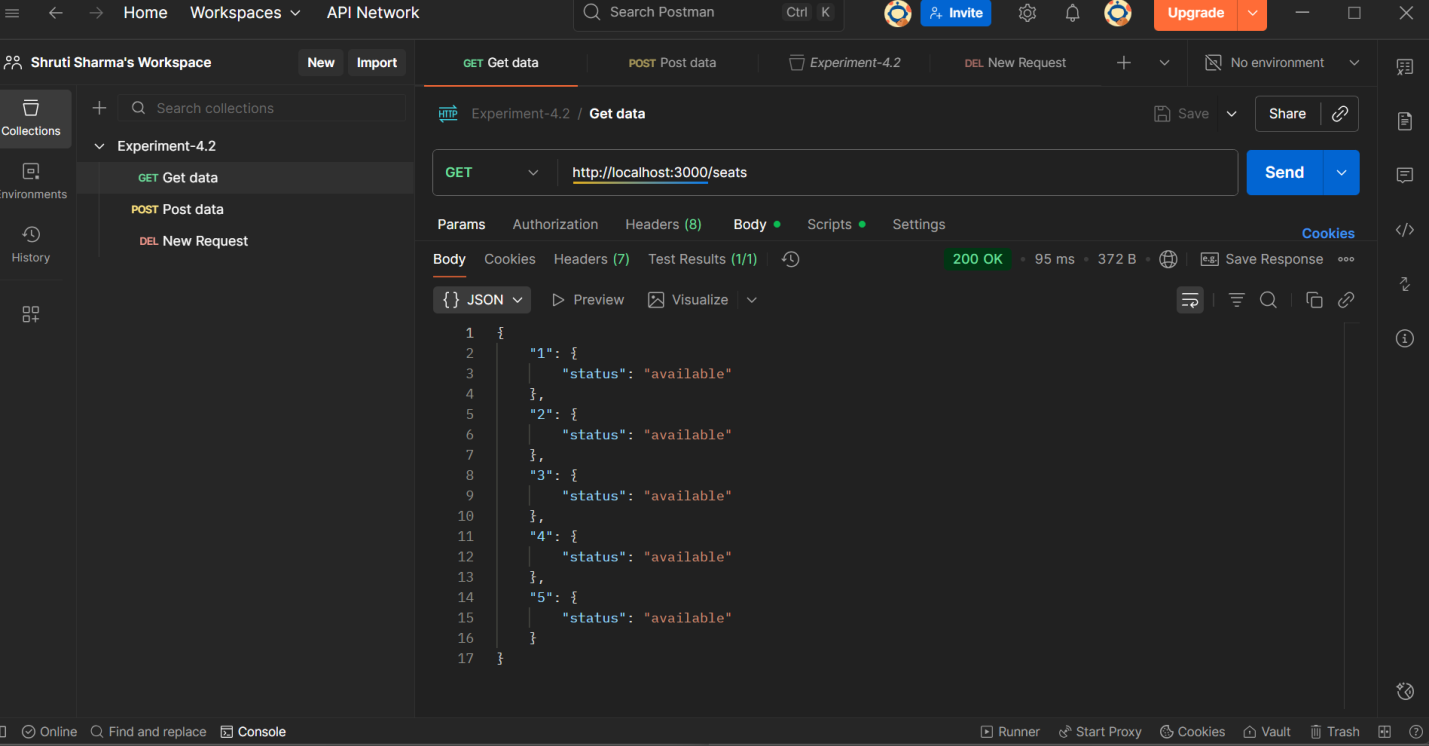 Home Workspaces API Network Search Postman Ctrl K Invite Upgrade
Shruti Sharma's Workspace New Import
GET Get data POST Post data Experiment-4.2 DEL New Request No environment
Collections
Search collections
Experiment-4.2
GET Get data
POST Post data
DEL New Request
nvironments
History
HTTP Experiment-4.2 / Get data Save Share
GET http://localhost:3000/seats Send
Params Authorization Headers (8) Body Scripts Settings
Cookies
Body Cookies Headers (7) Test Results (1/1) 200 OK 95 ms 372 B e.g. Save Response
{} JSON Preview Visualize
1 {
2 "1": {
3 "status": "available"
4 },
5 "2": {
6 "status": "available"
7 },
8 "3": {
9 "status": "available"
10 },
11 "4": {
12 "status": "available"
13 },
14 "5": {
15 "status": "available"
16 }
17 }
Online Find and replace Console Runner Start Proxy Cookies Vault Trash